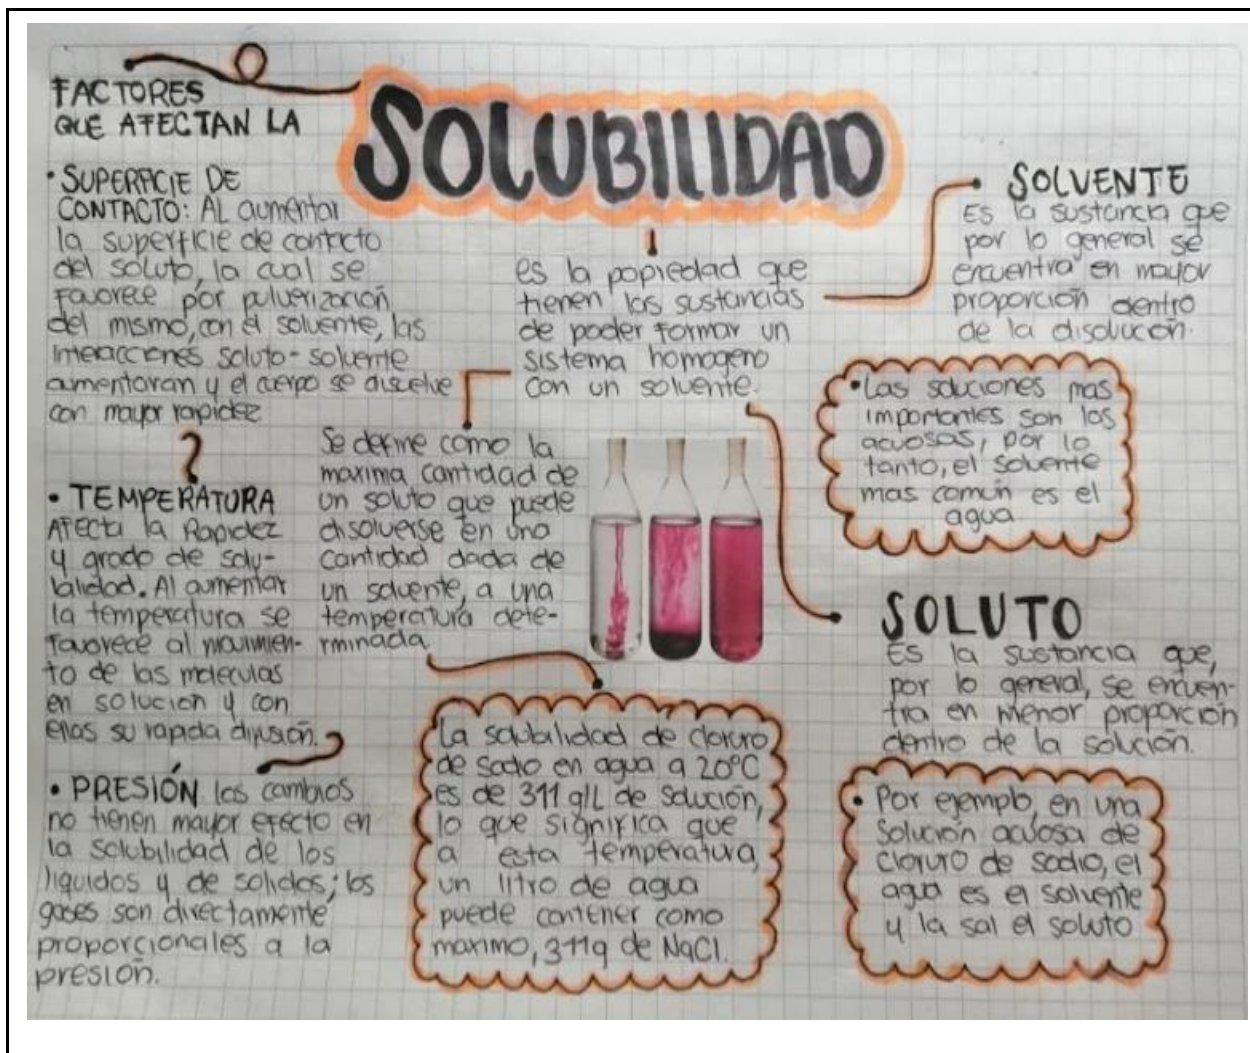 FACTORES
QUE AFECTAN LA
SOLUBILIDAD
• SUPERFICIE DE
CONTACTO: AL aumentar
la superficie de contacto
del soluto, la cual se
favorece por pulverización
del mismo, con el solvente, las
interacciones soluto-solvente
aumentaran y el cuerpo se disuelve
con mayor rapidez
• TEMPERATURA
Afecta la Rapidez
y grado de solu-
balidad. Al aumentar
la temperatura se
favorece al movimien-
to de las moleculas
en solución y con
ellas su rapida difusión.
• PRESIÓN los cambios
no tienen mayor efecto en
la solubilidad de los
liquidos y de solidos; los
gases son directamente
proporcionales a la
presión.
es la popiedad que
tienen las sustancias
de poder formar un
sistema homogeno
con un solvente.
Se define como la
maxima cantidad de
un soluto que puede
disolverse en una
cantidad dada de
un solvente, a una
temperatura dete-
rminada.
La solubalidad de cloruro
de sodio en agua a 20°C
es de 311 g/L de solución,
lo que significa que
a esta temperatura,
un litro de agua
puede contener como
maximo, 311g de NaCl.
SOLVENTE
Es la sustancia que
por lo general se
encuentra en mayor
proporción dentro
de la disolución.
• Las soluciones mas
importantes son las
acuosas, por lo
tanto, el solvente
mas común es el
agua
SOLUTO
Es la sustancia que,
por lo general, se encuen-
tra en menor proporción
dentro de la solución.
• Por ejemplo, en una
solución acuosa de
cloruro de sodio, el
agua es el solvente
y la sal el soluto